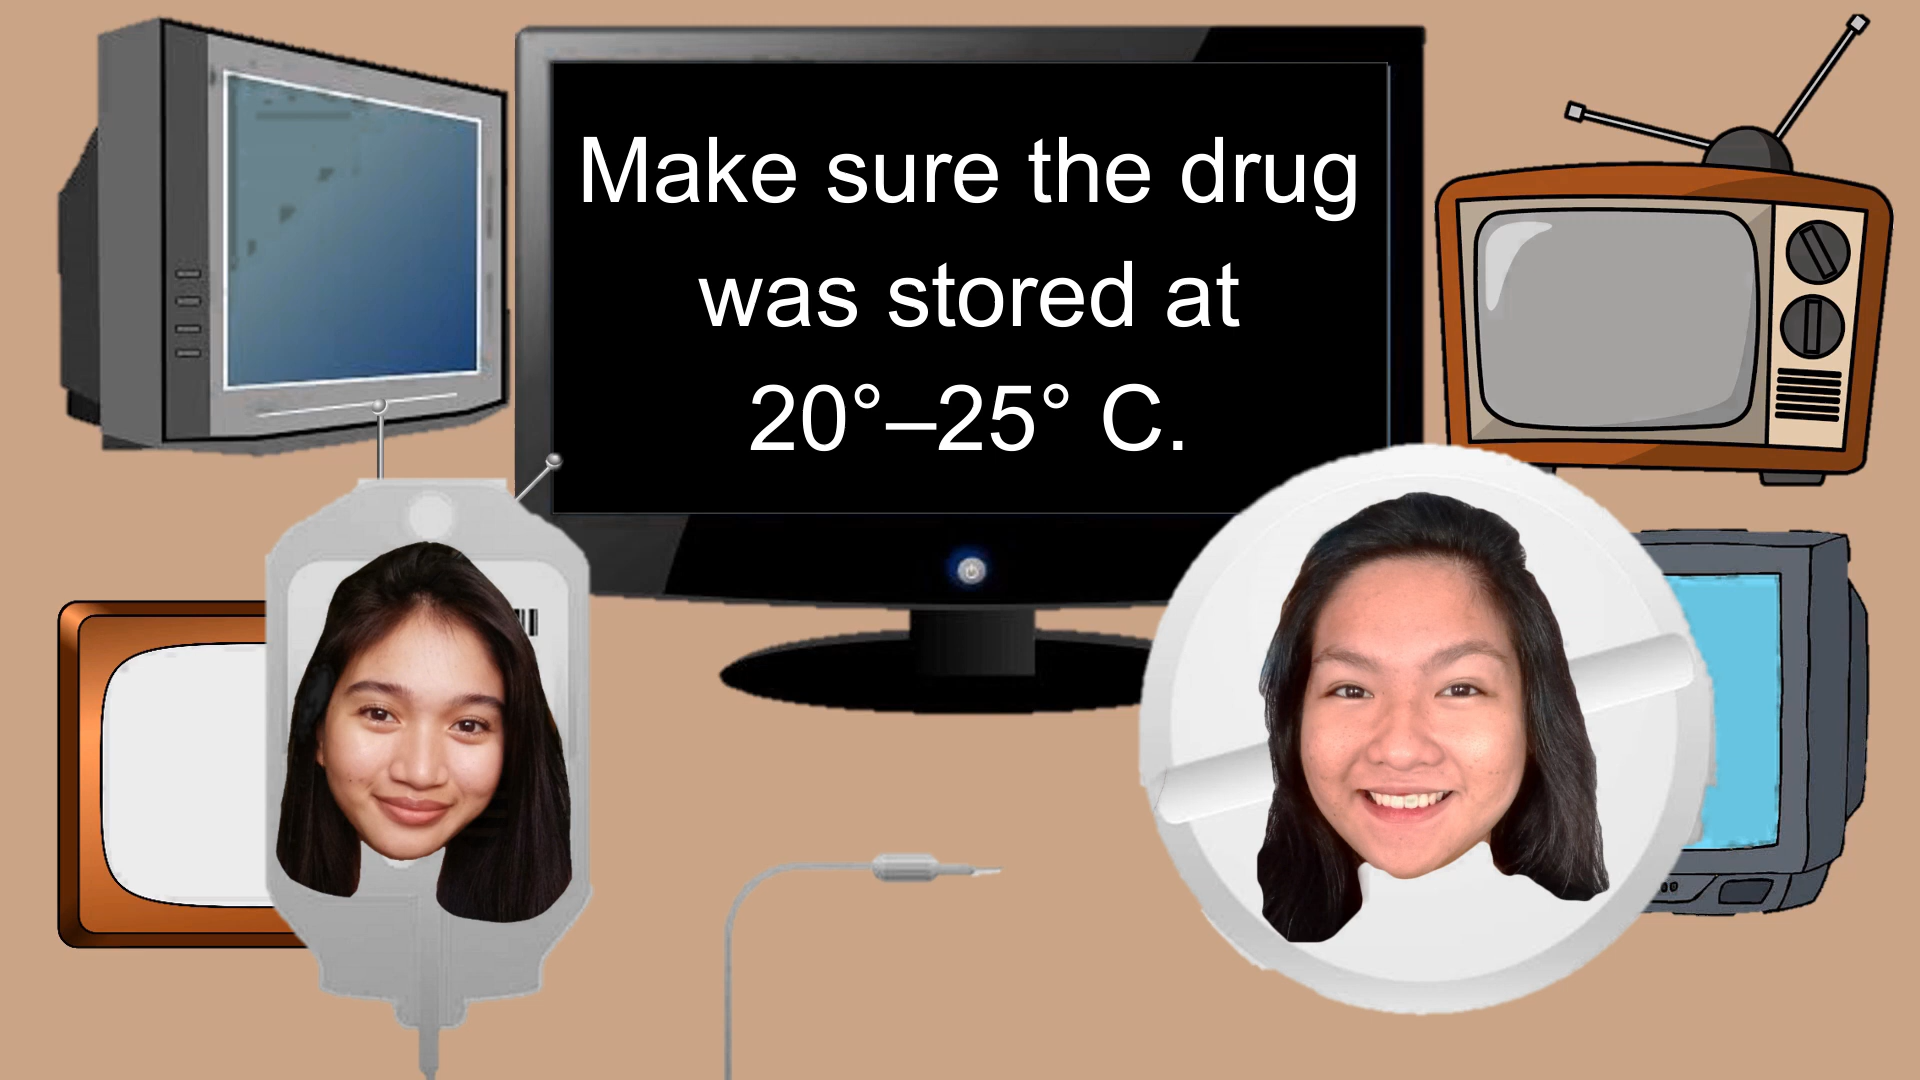 Make sure the drug
was stored at
20°–25° C.